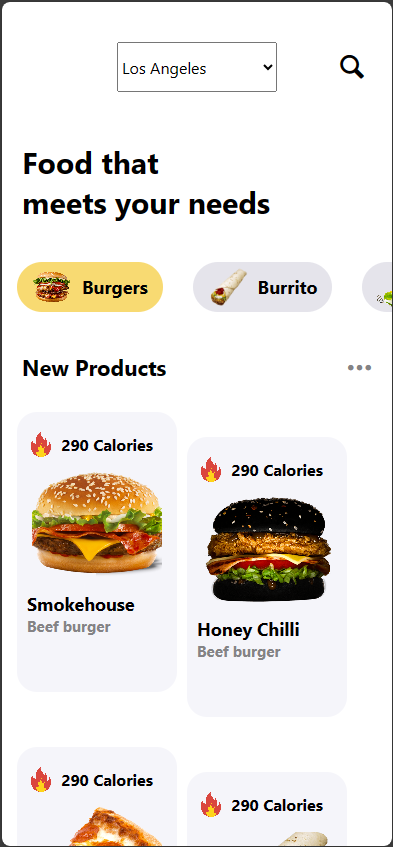 Los Angeles
Food that
meets your needs
Burgers
Burrito
New Products
290 Calories
290 Calories
Smokehouse
Beef burger
Honey Chilli
Beef burger
290 Calories
290 Calories